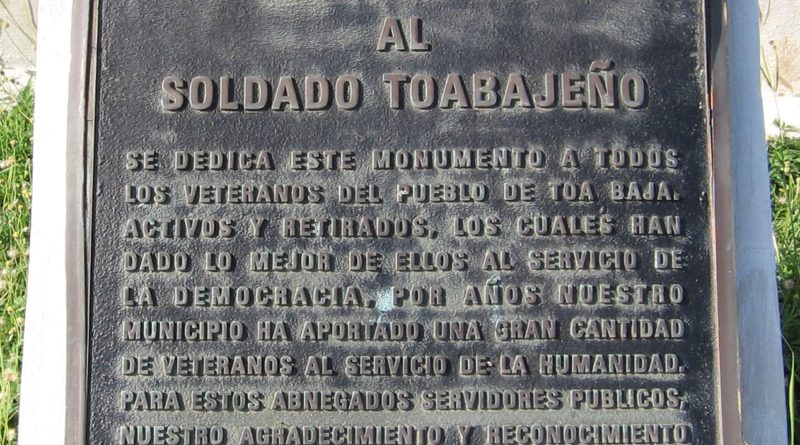 AL
SOLDADO TOABAJEÑO
SE DEDICA ESTE MONUMENTO A TODOS
LOS VETERANOS DEL PUEBLO DE TOA BAJA.
ACTIVOS Y RETIRADOS, LOS CUALES HAN
DADO LO MEJOR DE ELLOS AL SERVICIO DE
LA DEMOCRACIA. POR AÑOS NUESTRO
MUNICIPIO HA APORTADO UNA GRAN CANTIDAD
DE VETERANOS AL SERVICIO DE LA HUMANIDAD.
PARA ESTOS ABNEGADOS SERVIDORES PUBLICOS,
NUESTRO AGRADECIMIENTO Y RECONOCIMIENTO